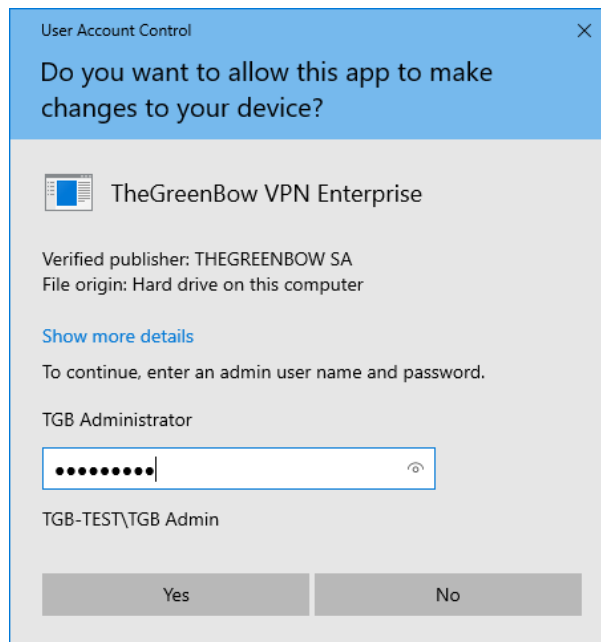 User Account Control
Do you want to allow this app to make
changes to your device?
TheGreenBow VPN Enterprise
Verified publisher: THEGREENBOW SA
File origin: Hard drive on this computer
Show more details
To continue, enter an admin user name and password.
TGB Administrator
●●●●●●●●●
TGB-TEST\TGB Admin
Yes
No